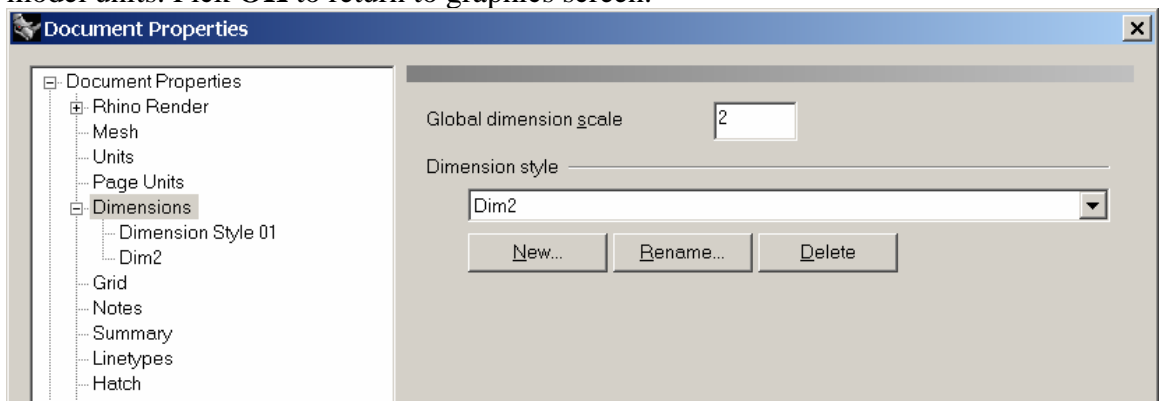 model units. Pick OK to return to graphics screen.
Document Properties
Document Properties
Rhino Render
Mesh
Units
Page Units
Dimensions
Dimension Style 01
Dim2
Grid
Notes
Summary
Linetypes
Hatch
Global dimension scale 2
Dimension style
Dim2
New... Rename... Delete